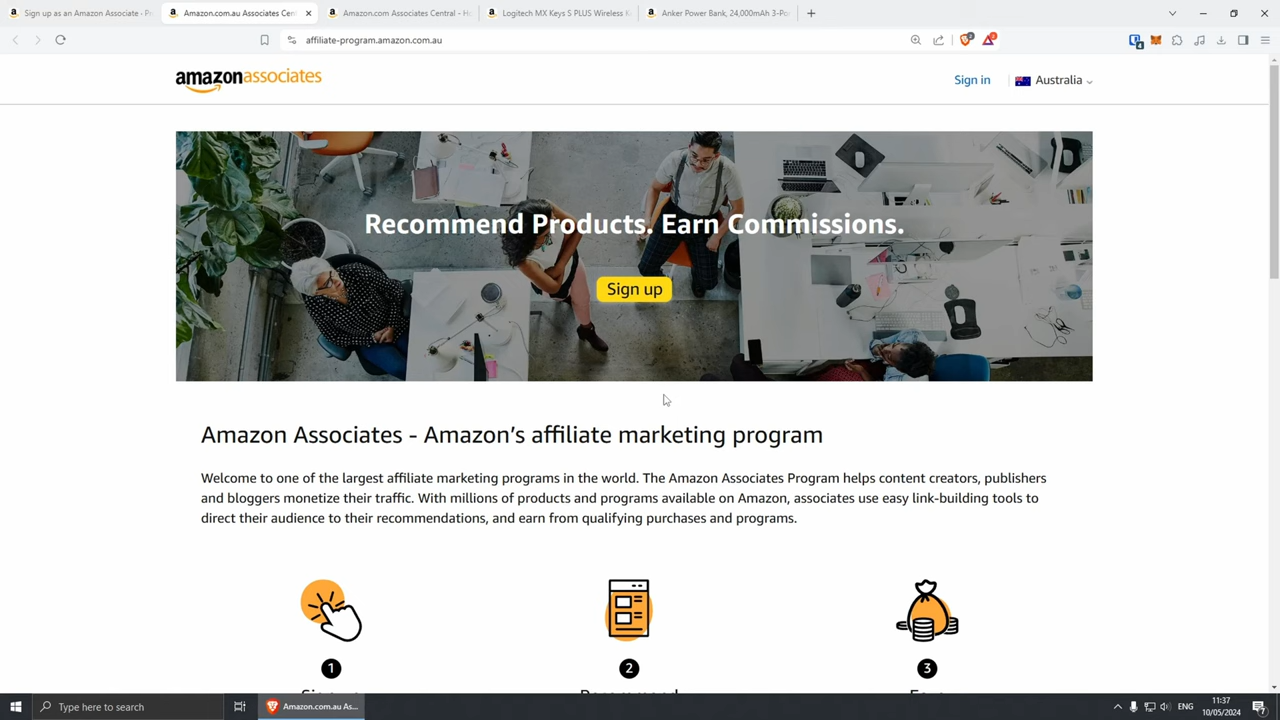 Sign up as an Amazon Associate - P
Amazon.com.au Associates Cent
Amazon.com Associates Central - H
Logitech MX Keys S PLUS Wireless K
Anker Power Bank, 24,000mAh 3-Po
affiliate-program.amazon.com.au
amazonassociates
Sign in
Australia
Recommend Products. Earn Commissions.
Sign up
Amazon Associates - Amazon's affiliate marketing program
Welcome to one of the largest affiliate marketing programs in the world. The Amazon Associates Program helps content creators, publishers
and bloggers monetize their traffic. With millions of products and programs available on Amazon, associates use easy link-building tools to
direct their audience to their recommendations, and earn from qualifying purchases and programs.
1
2
3
Sign up
Recommend
Earn
Type here to search
Amazon.com.au As...
ENG
11:37
10/05/2024